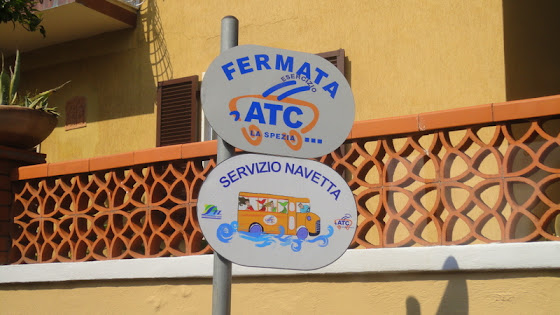 FERMATA
ESERCIZIO
ATC
LA SPEZIA
SERVIZIO NAVETTA
ATC